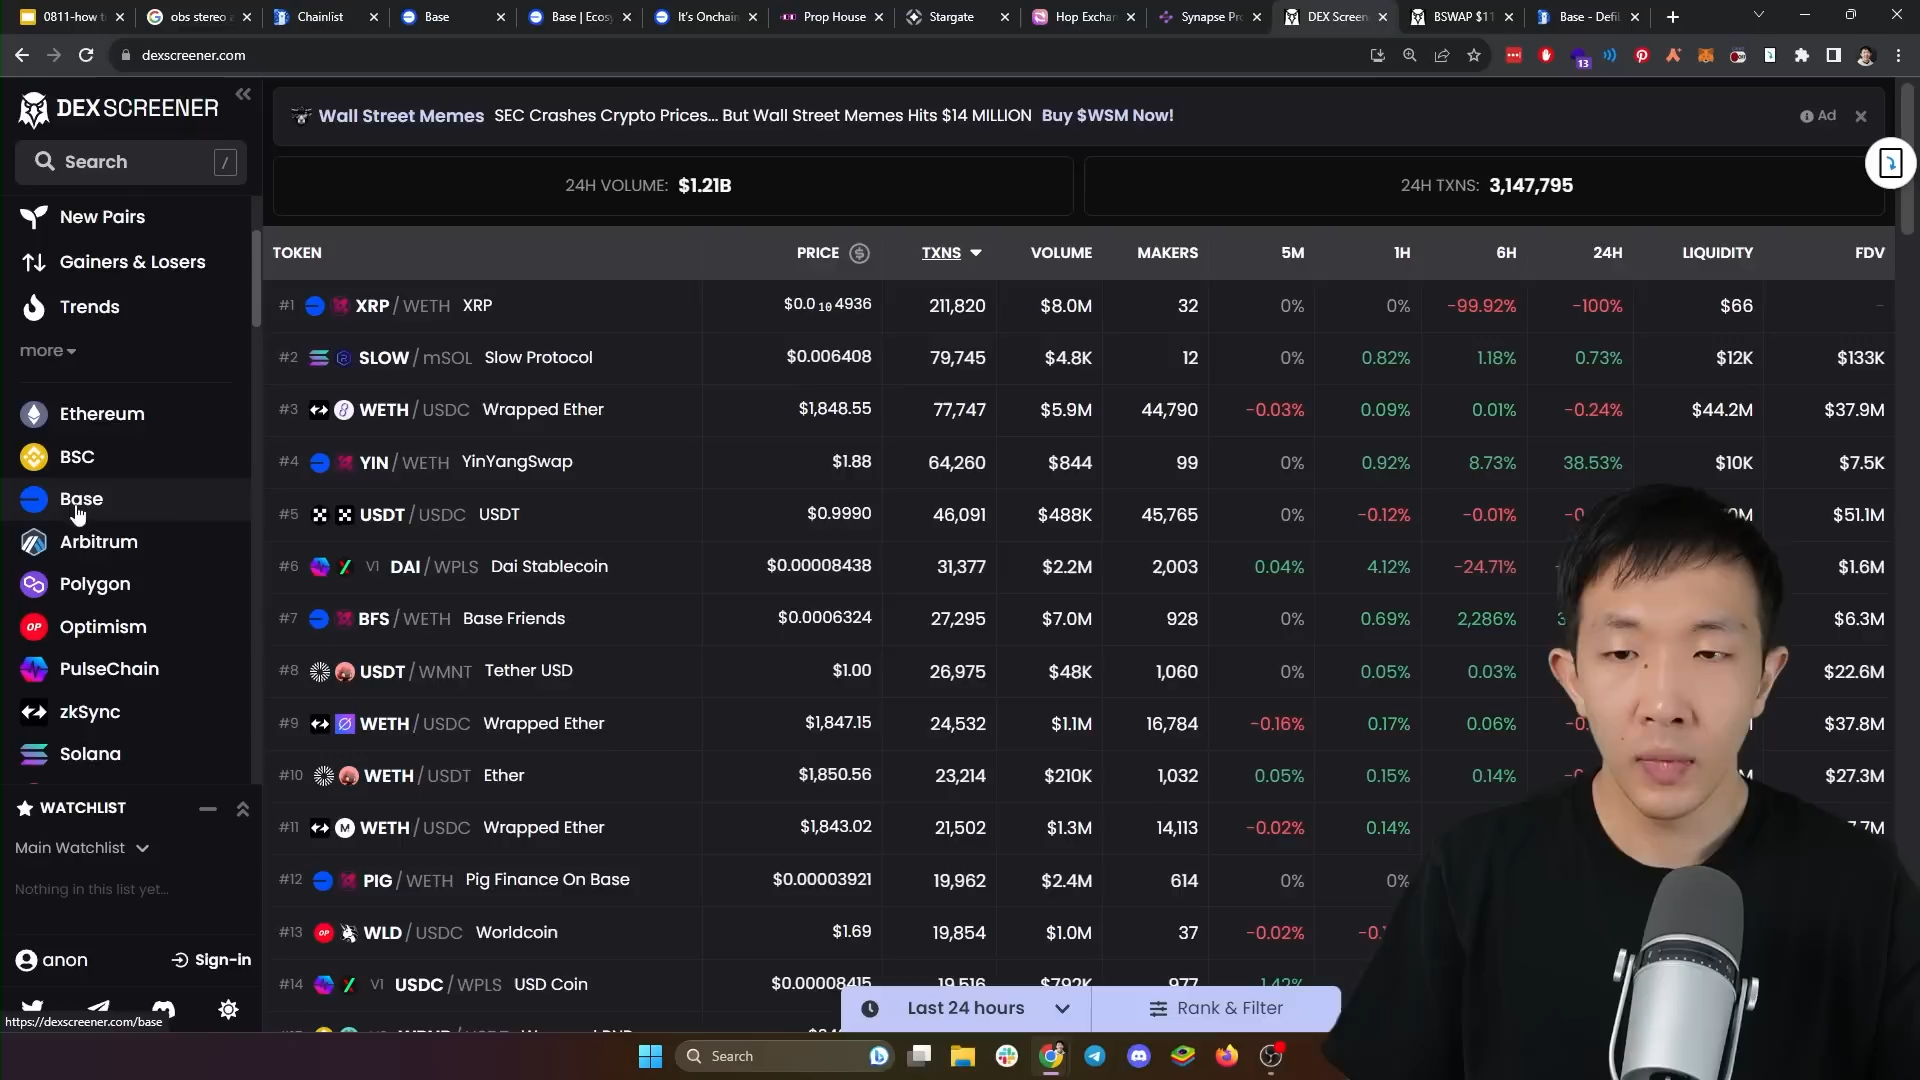 0811-how t
obs stereo
Chainlist
Base
Base | Ecos
It's Onchain
Prop House
Stargate
Hop Exchan
Synapse Pr
DEX Screen
BSWAP $1
Base - Defi
dexscreener.com
13
DEX SCREENER
Search /
New Pairs
Gainers & Losers
Trends
more
Ethereum
BSC
Base
Arbitrum
Polygon
OP Optimism
PulseChain
zkSync
Solana
WATCHLIST
Main Watchlist
Nothing in this list yet...
anon Sign-in
https://dexscreener.com/base
Wall Street Memes SEC Crashes Crypto Prices... But Wall Street Memes Hits $14 MILLION Buy $WSM Now! Ad
24H VOLUME: $1.21B 24H TXNS: 3,147,795
TOKEN PRICE TXNS VOLUME MAKERS 5M 1H 6H 24H LIQUIDITY FDV
#1 XRP / WETH XRP $0.0₁₀4936 211,820 $8.0M 32 0% 0% -99.92% -100% $66 -
#2 SLOW / mSOL Slow Protocol $0.006408 79,745 $4.8K 12 0% 0.82% 1.18% 0.73% $12K $133K
#3 WETH / USDC Wrapped Ether $1,848.55 77,747 $5.9M 44,790 -0.03% 0.09% 0.01% -0.24% $44.2M $37.9M
#4 YIN / WETH YinYangSwap $1.88 64,260 $844 99 0% 0.92% 8.73% 38.53% $10K $7.5K
#5 USDT / USDC USDT $0.9990 46,091 $488K 45,765 0% -0.12% -0.01% $51.1M
#6 V1 DAI / WPLS Dai Stablecoin $0.00008438 31,377 $2.2M 2,003 0.04% 4.12% -24.71% $1.6M
#7 BFS / WETH Base Friends $0.0006324 27,295 $7.0M 928 0% 0.69% 2,286% $6.3M
#8 USDT / WMNT Tether USD $1.00 26,975 $48K 1,060 0% 0.05% 0.03% $22.6M
#9 WETH / USDC Wrapped Ether $1,847.15 24,532 $1.1M 16,784 -0.16% 0.17% 0.06% $37.8M
#10 WETH / USDT Ether $1,850.56 23,214 $210K 1,032 0.05% 0.15% 0.14% $27.3M
#11 M WETH / USDC Wrapped Ether $1,843.02 21,502 $1.3M 14,113 -0.02% 0.14% 7.7M
#12 PIG / WETH Pig Finance On Base $0.00003921 19,962 $2.4M 614 0% 0%
#13 OP WLD / USDC Worldcoin $1.69 19,854 $1.0M 37 -0.02%
#14 V1 USDC / WPLS USD Coin $0.00008415 19,516 $792K 977 1.42%
Last 24 hours Rank & Filter
Search